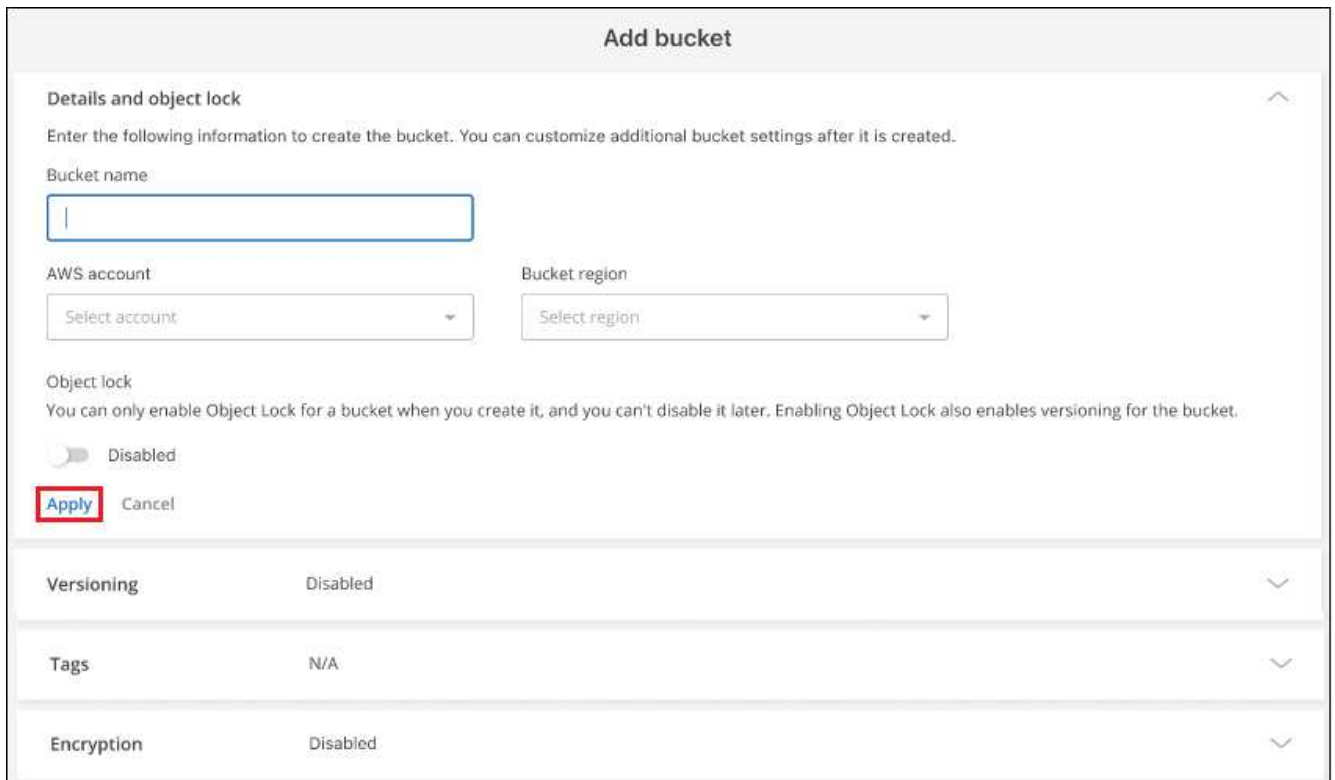 Add bucket
Details and object lock
Enter the following information to create the bucket. You can customize additional bucket settings after it is created.
Bucket name
AWS account Bucket region
Select account Select region
Object lock
You can only enable Object Lock for a bucket when you create it, and you can't disable it later. Enabling Object Lock also enables versioning for the bucket.
Disabled
Apply Cancel
Versioning Disabled
Tags N/A
Encryption Disabled